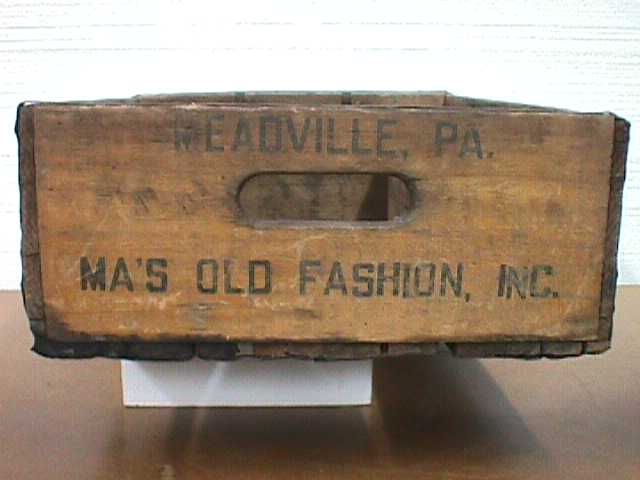 MEADVILLE, PA.
MA'S OLD FASHION, INC.